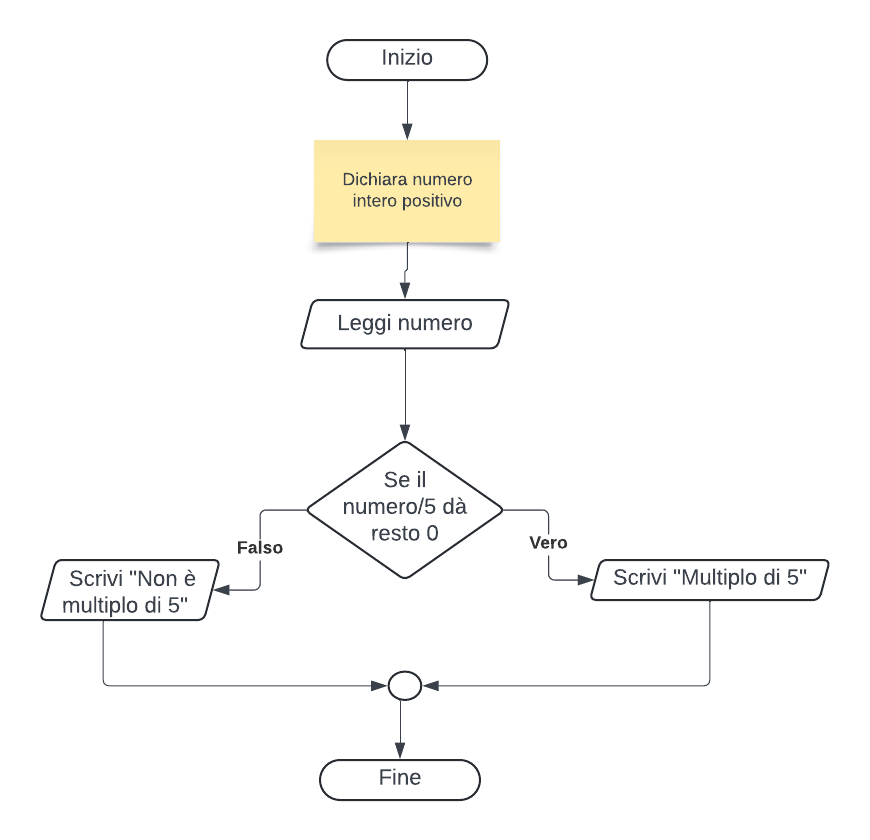 Inizio
Dichiara numero
intero positivo
Leggi numero
Se il
numero/5 dà
resto 0
Falso
Vero
Scrivi "Non è
multiplo di 5"
Scrivi "Multiplo di 5"
Fine